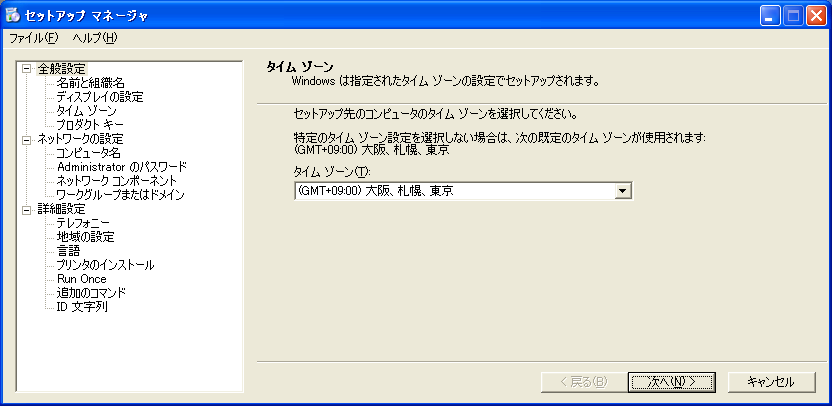 セットアップ マネージャ
ファイル(F) ヘルプ(H)
全般設定
名前と組織名
ディスプレイの設定
タイム ゾーン
プロダクト キー
ネットワークの設定
コンピュータ名
Administrator のパスワード
ネットワーク コンポーネント
ワークグループまたはドメイン
詳細設定
テレフォニー
地域の設定
言語
プリンタのインストール
Run Once
追加のコマンド
ID 文字列
タイム ゾーン
Windows は指定されたタイム ゾーンの設定でセットアップされます。
セットアップ先のコンピュータのタイム ゾーンを選択してください。
特定のタイム ゾーン設定を選択しない場合は、次の既定のタイム ゾーンが使用されます:
(GMT+09:00) 大阪、札幌、東京
タイム ゾーン(T):
(GMT+09:00) 大阪、札幌、東京
< 戻る(B) 次へ(N) > キャンセル